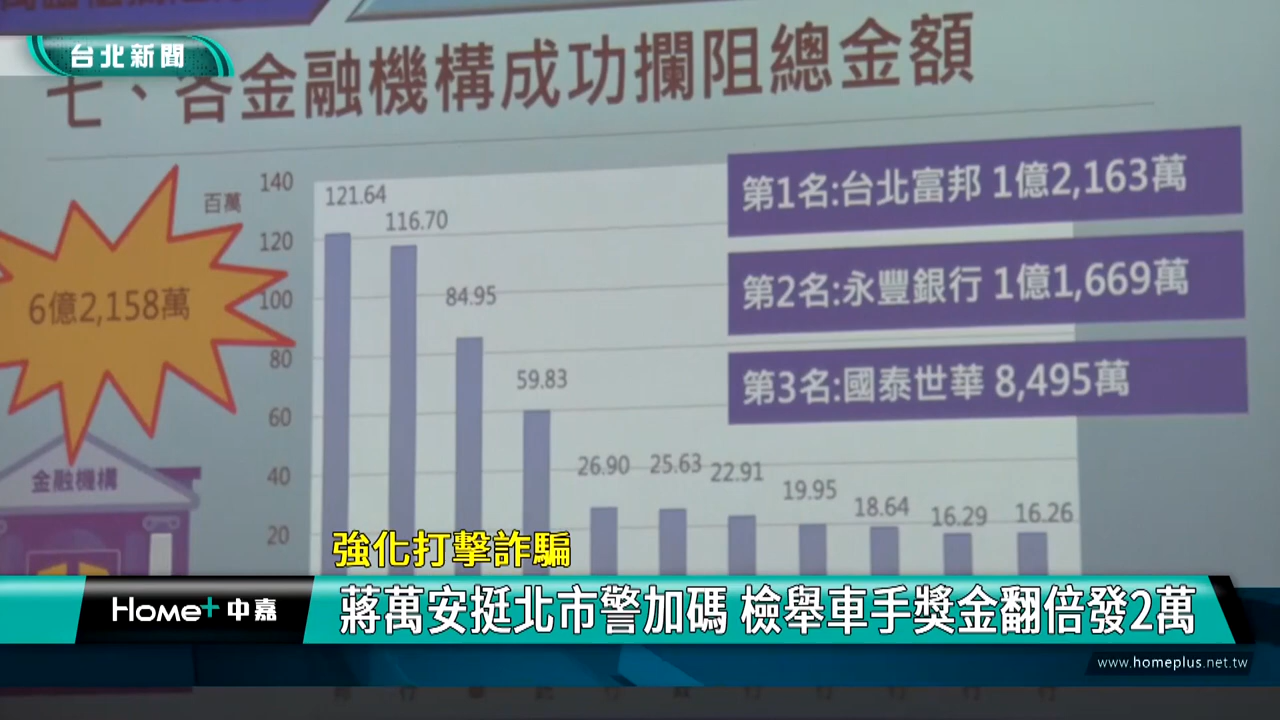 台北新聞
七、各金融機構成功攔阻總金額
百萬
140
120
100
80
60
40
20
121.64
116.70
84.95
59.83
26.90
25.63
22.91
19.95
18.64
16.29
16.26
第1名:台北富邦 1億2,163萬
第2名:永豐銀行 1億1,669萬
第3名:國泰世華 8,495萬
6億2,158萬
金融機構
強化打擊詐騙
Home+中嘉
蔣萬安挺北市警加碼 檢舉車手獎金翻倍發2萬
www.homeplus.net.tw